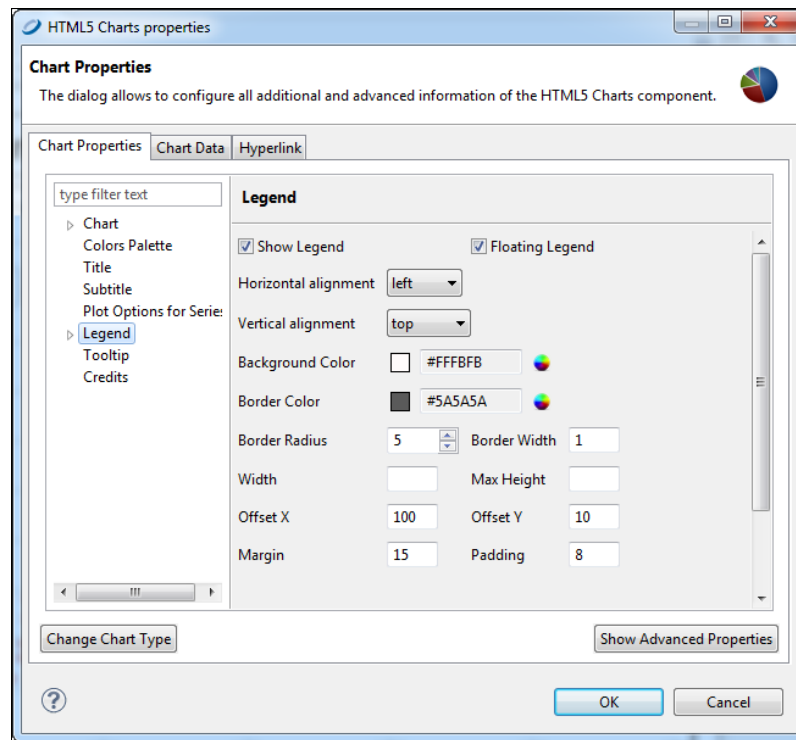 HTML5 Charts properties
Chart Properties
The dialog allows to configure all additional and advanced information of the HTML5 Charts component.
Chart Properties
Chart Data
Hyperlink
type filter text
Chart
Colors Palette
Title
Subtitle
Plot Options for Series
Legend
Tooltip
Credits
Legend
Show Legend
Floating Legend
Horizontal alignment
left
Vertical alignment
top
Background Color
#FFFBFB
Border Color
#5A5A5A
Border Radius
5
Border Width
1
Width
Max Height
Offset X
100
Offset Y
10
Margin
15
Padding
8
Change Chart Type
Show Advanced Properties
?
OK
Cancel